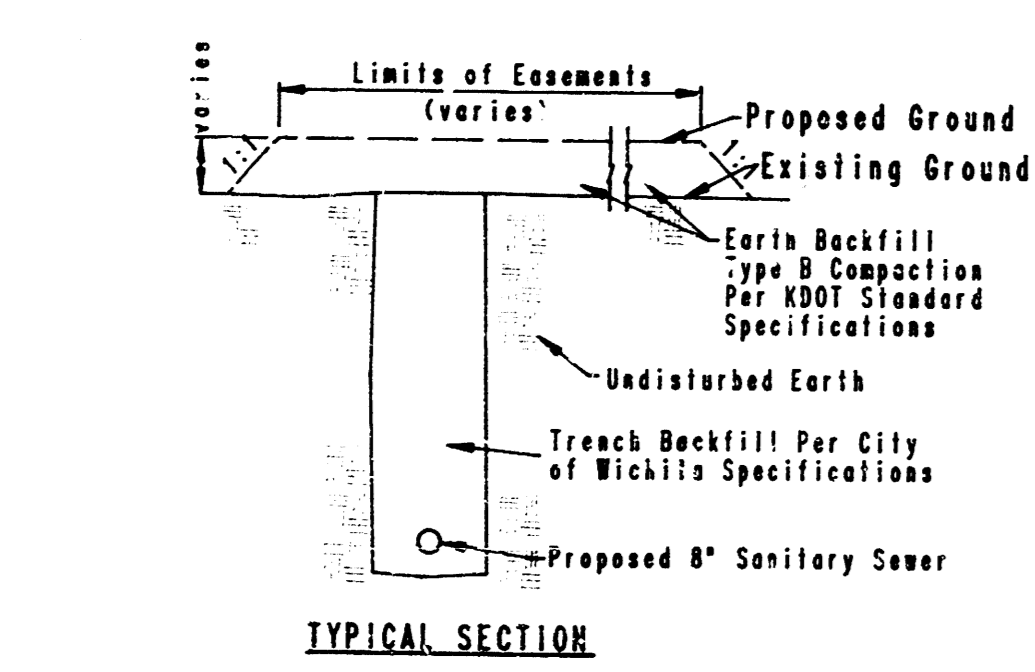 varies
Limits of Easements
(varies)
Proposed Ground
1:1
1:
Existing Ground
Earth Backfill
Type B Compaction
Per KDOT Standard
Specifications
Undisturbed Earth
Trench Backfill Per City
of Wichita Specifications
Proposed 8" Sanitary Sewer
TYPICAL SECTION